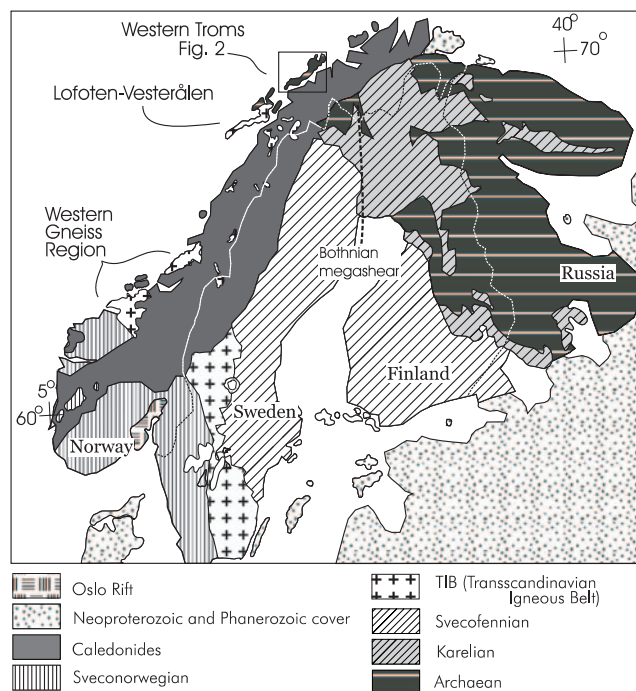 Western Troms
Fig. 2
40°
70°
Lofoten-Vesterålen
Western
Gneiss
Region
Bothnian
megashear
Russia
Finland
5°
60°
Sweden
Norway
Oslo Rift
Neoproterozoic and Phanerozoic cover
Caledonides
Sveconorwegian
TIB (Transscandinavian
Igneous Belt)
Svecofennian
Karelian
Archaean